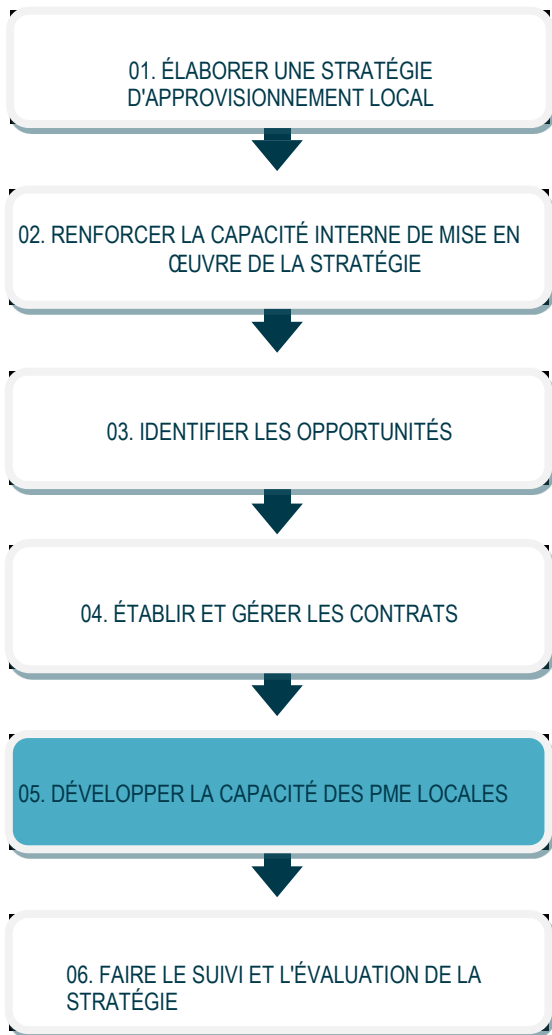 01. ÉLABORER UNE STRATÉGIE
D'APPROVISIONNEMENT LOCAL
02. RENFORCER LA CAPACITÉ INTERNE DE MISE EN
ŒUVRE DE LA STRATÉGIE
03. IDENTIFIER LES OPPORTUNITÉS
04. ÉTABLIR ET GÉRER LES CONTRATS
05. DÉVELOPPER LA CAPACITÉ DES PME LOCALES
06. FAIRE LE SUIVI ET L'ÉVALUATION DE LA
STRATÉGIE